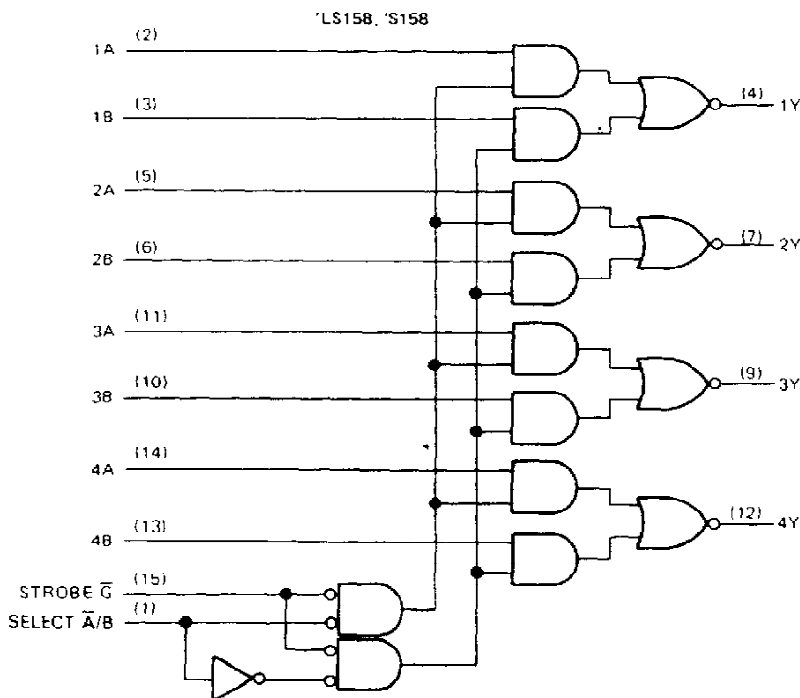 'LS158, 'S158
1A (2)
(4) 1Y
1B (3)
2A (5)
(7) 2Y
2B (6)
3A (11)
(9) 3Y
3B (10)
4A (14)
(12) 4Y
4B (13)
STROBE G̅ (15)
SELECT A̅/B (1)